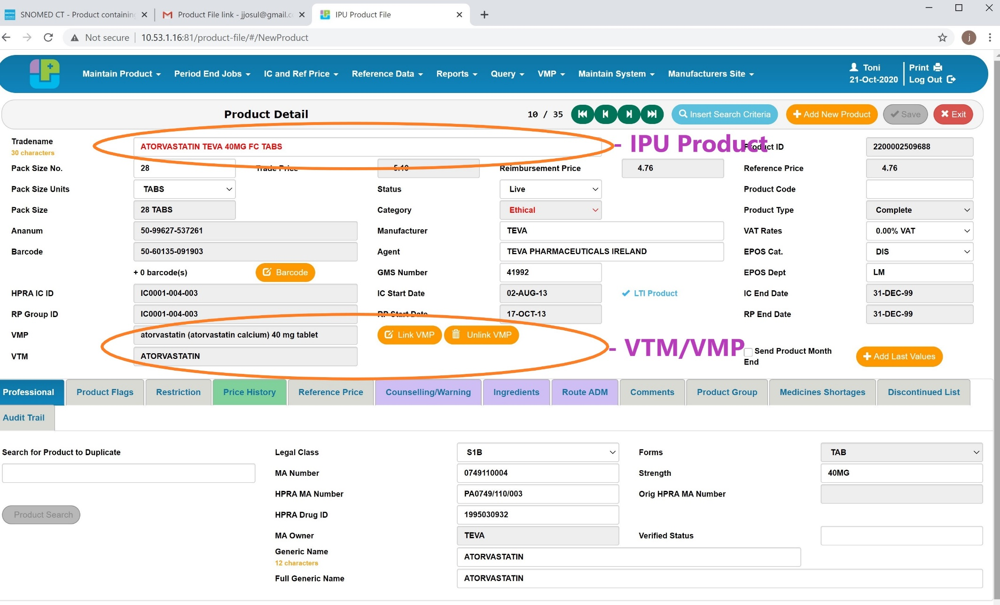 SNOMED CT - Product containing
Product File link - jjosul@gmail.c
IPU Product File
Not secure 10.53.1.16:81/product-file/#/NewProduct
j
Maintain Product Period End Jobs IC and Ref Price Reference Data Reports Query VMP Maintain System Manufacturers Site
Toni Print
21-Oct-2020 Log Out
Product Detail 10 / 35 Insert Search Criteria Add New Product Save Exit
Tradename ATORVASTATIN TEVA 40MG FC TABS - IPU Product Product ID 2200002509688
30 characters
Pack Size No. 28 Trade Price 5.10 Reimbursement Price 4.76 Reference Price 4.76
Pack Size Units TABS Status Live Product Code
Pack Size 28 TABS Category Ethical Product Type Complete
Ananum 50-99627-537261 Manufacturer TEVA VAT Rates 0.00% VAT
Barcode 50-60135-091903 Agent TEVA PHARMACEUTICALS IRELAND EPOS Cat. DIS
+ 0 barcode(s) Barcode GMS Number 41992 EPOS Dept LM
HPRA IC ID IC0001-004-003 IC Start Date 02-AUG-13 LTI Product IC End Date 31-DEC-99
RP Group ID IC0001-004-003 RP Start Date 17-OCT-13 RP End Date 31-DEC-99
VMP atorvastatin (atorvastatin calcium) 40 mg tablet Link VMP Unlink VMP
- VTM/VMP
VTM ATORVASTATIN Send Product Month End Add Last Values
Professional Product Flags Restriction Price History Reference Price Counselling/Warning Ingredients Route ADM Comments Product Group Medicines Shortages Discontinued List
Audit Trail
Search for Product to Duplicate Legal Class S1B Forms TAB
MA Number 0749110004 Strength 40MG
HPRA MA Number PA0749/110/003 Orig HPRA MA Number
Product Search HPRA Drug ID 1995030932
MA Owner TEVA Verified Status
Generic Name ATORVASTATIN
12 characters
Full Generic Name ATORVASTATIN